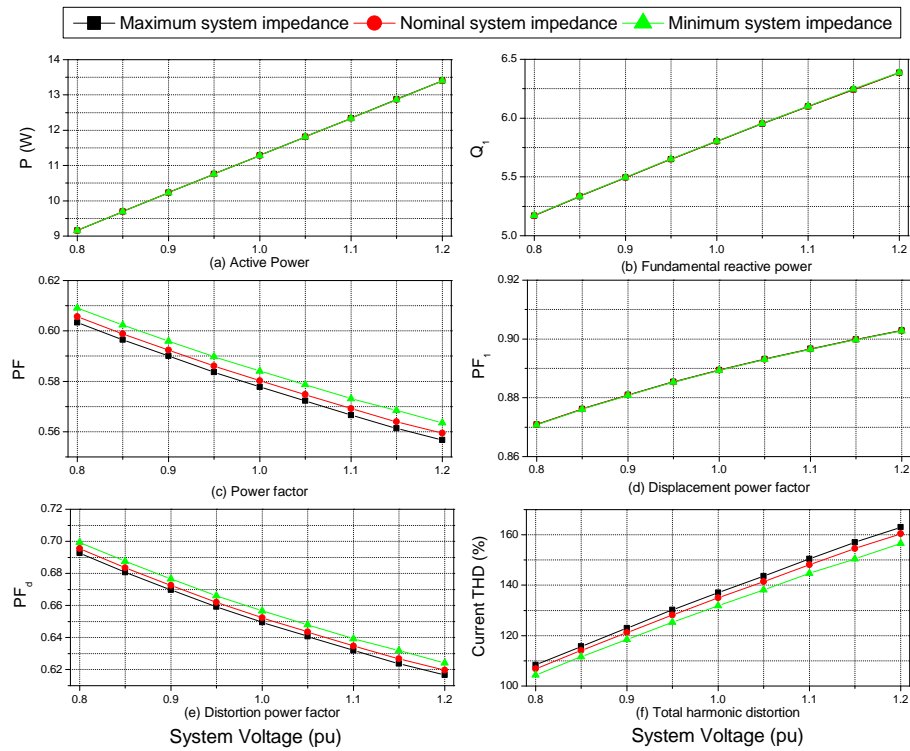 Maximum system impedance Nominal system impedance Minimum system impedance
P (W)
14
13
12
11
10
9
0.8 0.9 1.0 1.1 1.2
(a) Active Power
Q1
6.5
6.0
5.5
5.0
0.8 0.9 1.0 1.1 1.2
(b) Fundamental reactive power
PF
0.62
0.60
0.58
0.56
0.8 0.9 1.0 1.1 1.2
(c) Power factor
PF1
0.92
0.90
0.88
0.86
0.8 0.9 1.0 1.1 1.2
(d) Displacement power factor
PFd
0.72
0.70
0.68
0.66
0.64
0.62
0.8 0.9 1.0 1.1 1.2
(e) Distortion power factor
System Voltage (pu)
Current THD (%)
160
140
120
100
0.8 0.9 1.0 1.1 1.2
(f) Total harmonic distortion
System Voltage (pu)